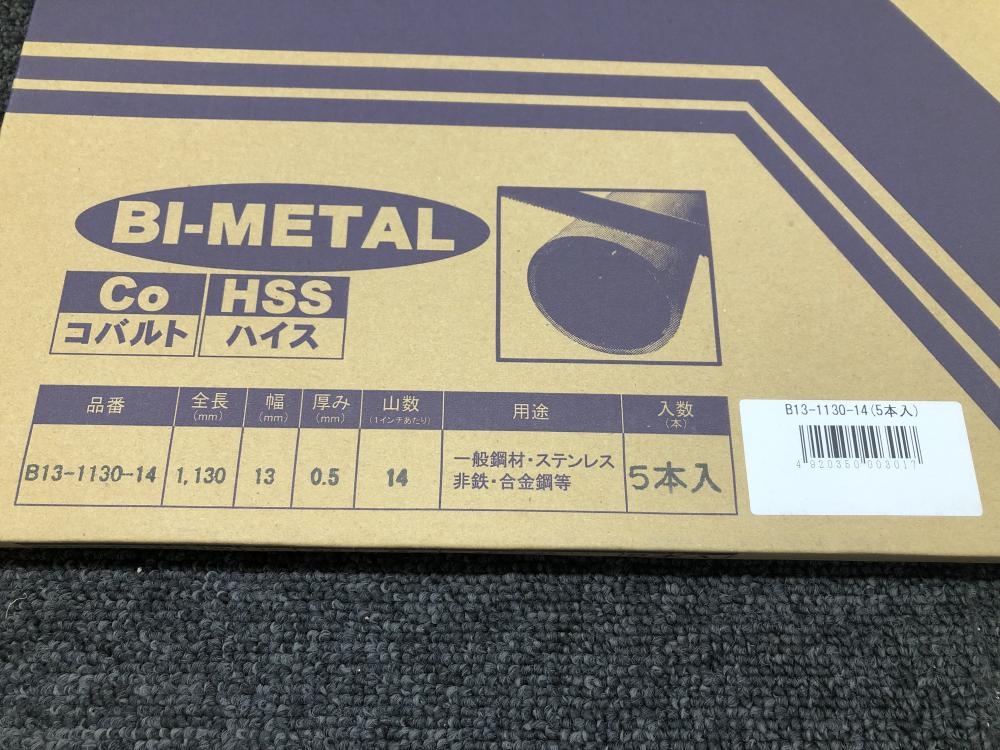 BI-METAL
Co HSS
コバルト ハイス
品番 全長(mm) 幅(mm) 厚み(mm) 山数(1インチあたり) 用途 入数(本)
B13-1130-14 1,130 13 0.5 14 一般鋼材・ステンレス 5本入
非鉄・合金鋼等
B13-1130-14(5本入)
4 920350 003017